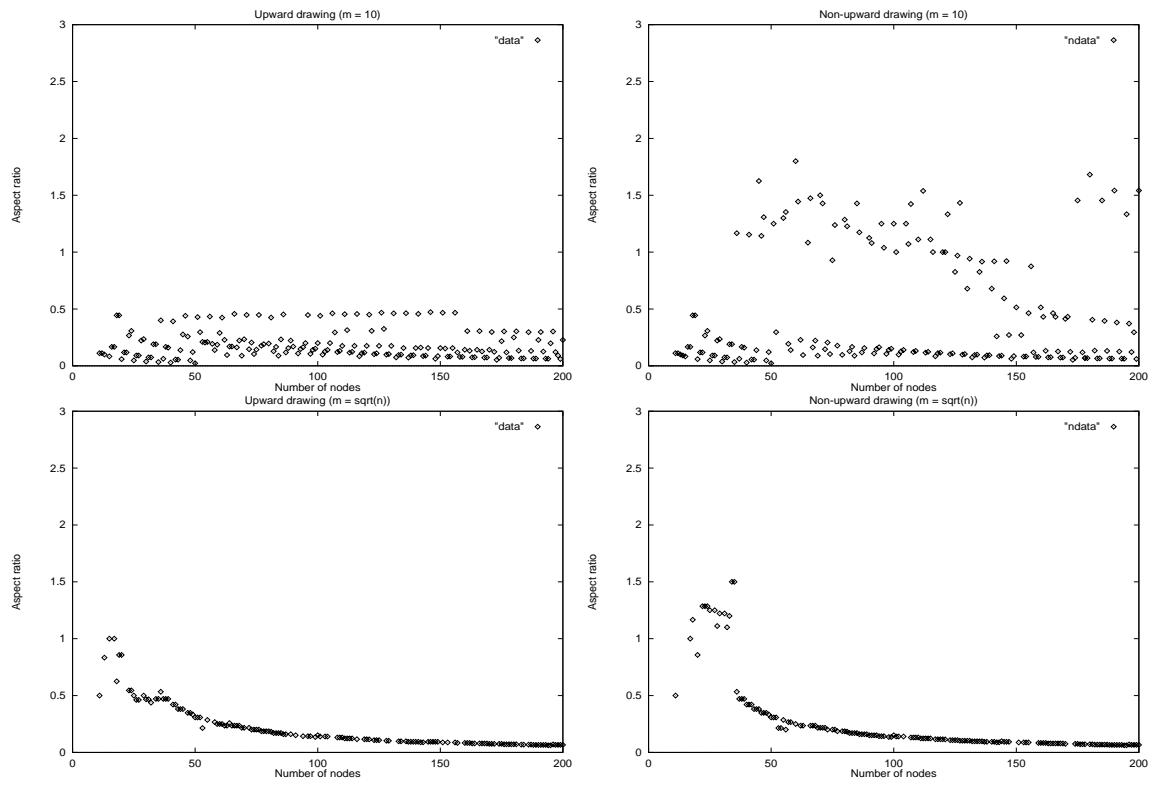 Upward drawing (m = 10)
3
"data"
2.5
2
Aspect ratio
1.5
1
0.5
0
0 50 100 150 200
Number of nodes
Non-upward drawing (m = 10)
3
"ndata"
2.5
2
Aspect ratio
1.5
1
0.5
0
0 50 100 150 200
Number of nodes
Upward drawing (m = sqrt(n))
3
"data"
2.5
2
Aspect ratio
1.5
1
0.5
0
0 50 100 150 200
Number of nodes
Non-upward drawing (m = sqrt(n))
3
"ndata"
2.5
2
Aspect ratio
1.5
1
0.5
0
0 50 100 150 200
Number of nodes